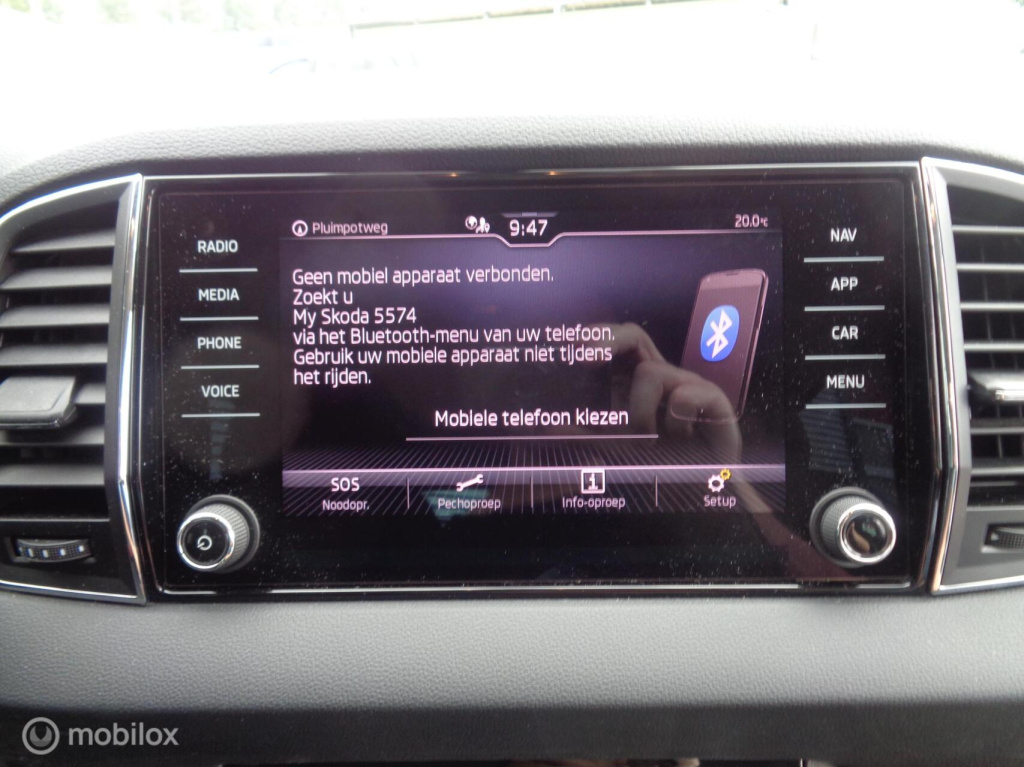 Pluimpotweg
9:47
20.0°C
RADIO
MEDIA
PHONE
VOICE
Geen mobiel apparaat verbonden.
Zoekt u
My Skoda 5574
via het Bluetooth-menu van uw telefoon.
Gebruik uw mobiele apparaat niet tijdens
het rijden.
Mobiele telefoon kiezen
SOS
Noodopr.
Pechoproep
i
Info-oproep
Setup
NAV
APP
CAR
MENU
mobilox